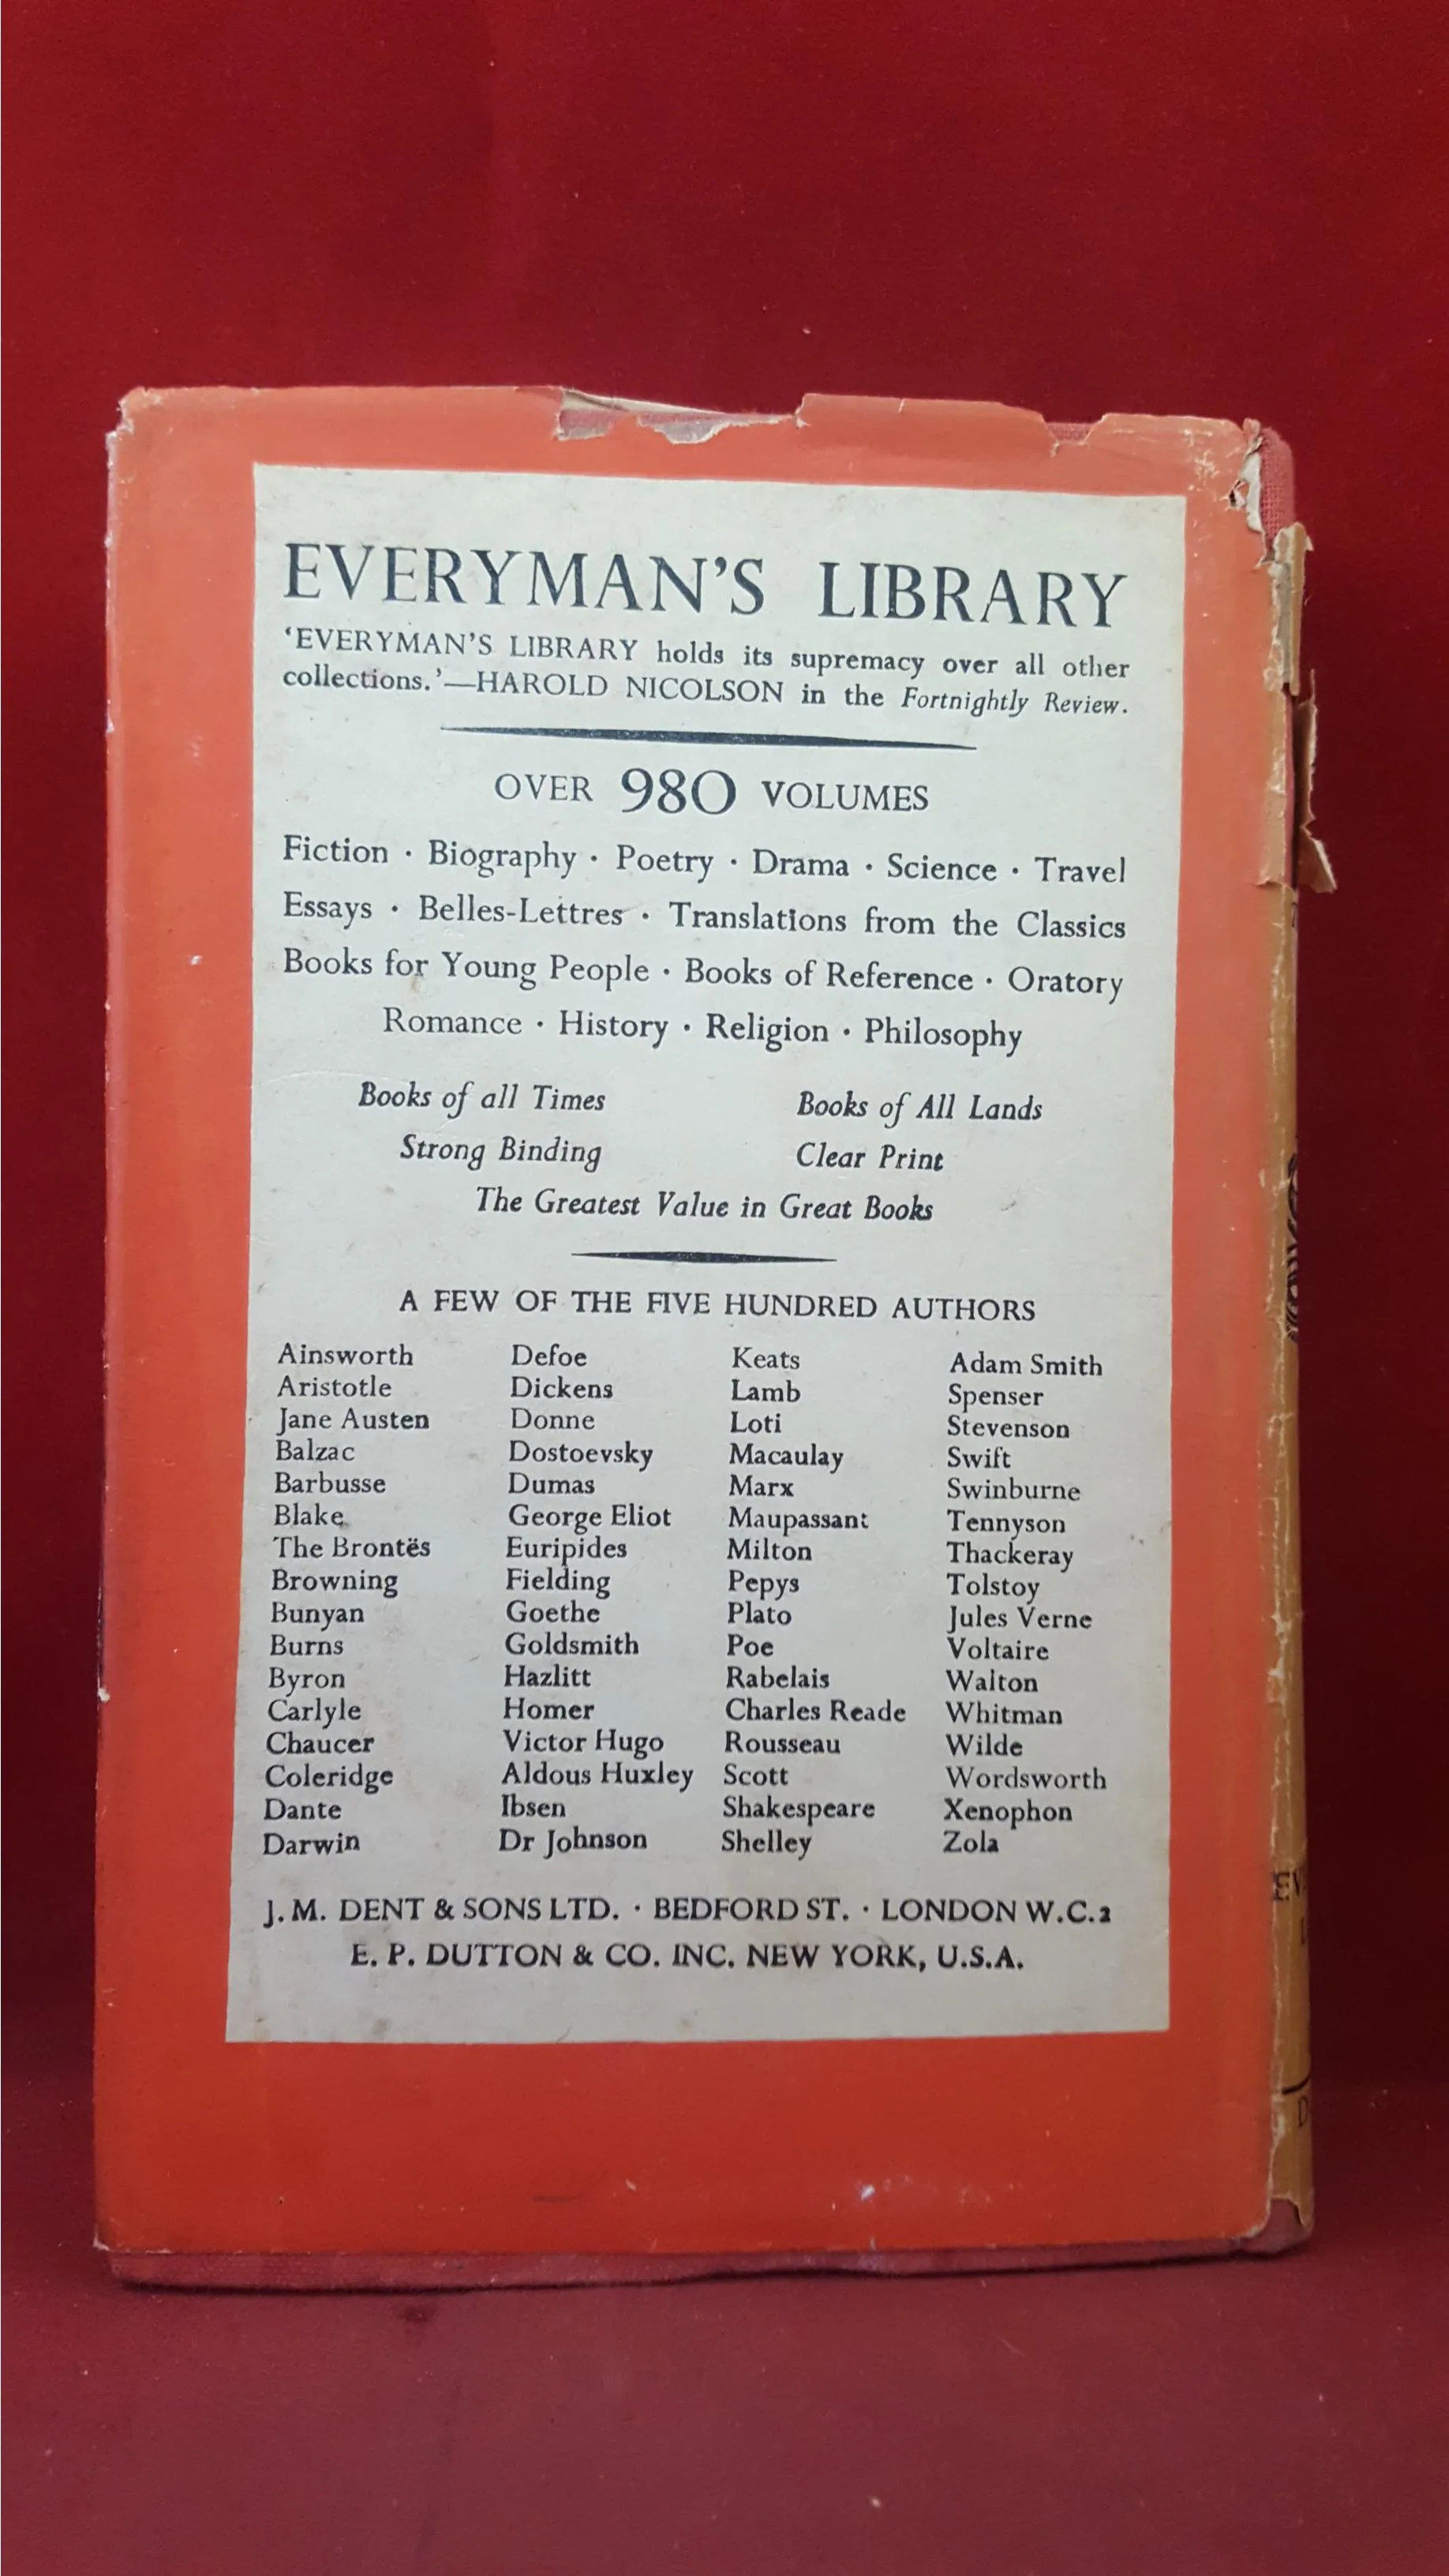 EVERYMAN'S LIBRARY
‘EVERYMAN'S LIBRARY holds its supremacy over all other
collections.’—HAROLD NICOLSON in the Fortnightly Review.
OVER 980 VOLUMES
Fiction · Biography · Poetry · Drama · Science · Travel
Essays · Belles-Lettres · Translations from the Classics
Books for Young People · Books of Reference · Oratory
Romance · History · Religion · Philosophy
Books of all Times Books of All Lands
Strong Binding Clear Print
The Greatest Value in Great Books
A FEW OF THE FIVE HUNDRED AUTHORS
Ainsworth
Aristotle
Jane Austen
Balzac
Barbusse
Blake
The Brontës
Browning
Bunyan
Burns
Byron
Carlyle
Chaucer
Coleridge
Dante
Darwin
Defoe
Dickens
Donne
Dostoevsky
Dumas
George Eliot
Euripides
Fielding
Goethe
Goldsmith
Hazlitt
Homer
Victor Hugo
Aldous Huxley
Ibsen
Dr Johnson
Keats
Lamb
Loti
Macaulay
Marx
Maupassant
Milton
Pepys
Plato
Poe
Rabelais
Charles Reade
Rousseau
Scott
Shakespeare
Shelley
Adam Smith
Spenser
Stevenson
Swift
Swinburne
Tennyson
Thackeray
Tolstoy
Jules Verne
Voltaire
Walton
Whitman
Wilde
Wordsworth
Xenophon
Zola
J. M. DENT & SONS LTD. · BEDFORD ST. · LONDON W.C.2
E. P. DUTTON & CO. INC. NEW YORK, U.S.A.